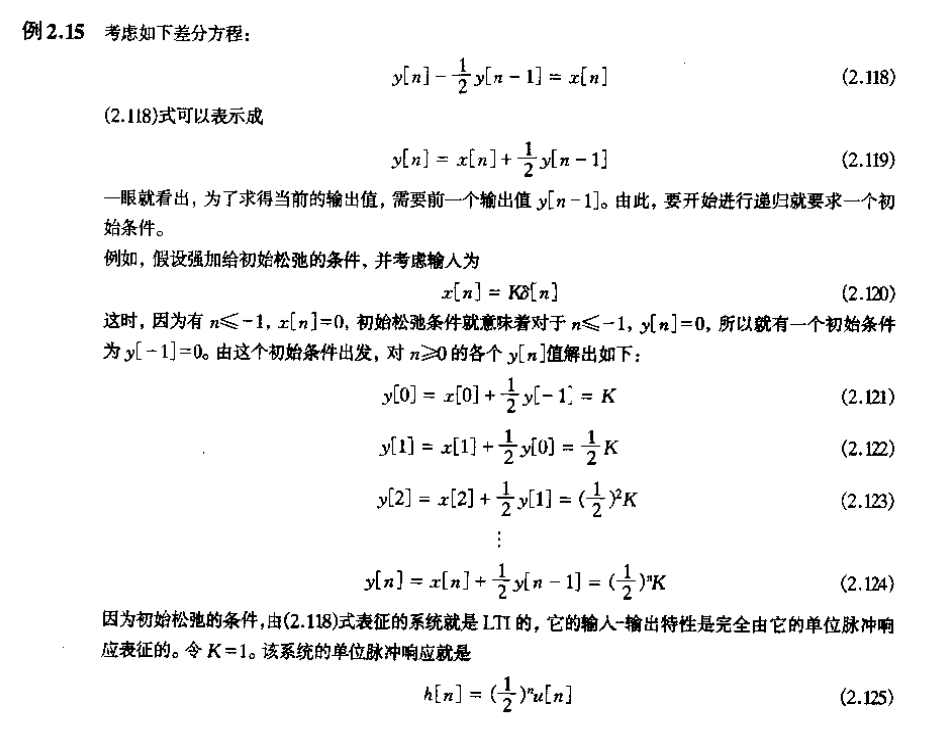 例2.15 考虑如下差分方程:
y[n] - \frac{1}{2}y[n-1] = x[n] (2.118)
(2.118)式可以表示成
y[n] = x[n] + \frac{1}{2}y[n-1] (2.119)
一眼就看出, 为了求得当前的输出值, 需要前一个输出值 y[n-1]。由此, 要开始进行递归就要求一个初
始条件。
例如, 假设强加给初始松弛的条件, 并考虑输入为
x[n] = Kδ[n] (2.120)
这时, 因为有 n≤-1, x[n]=0, 初始松弛条件就意味着对于 n≤-1, y[n]=0, 所以就有一个初始条件
为 y[-1]=0。由这个初始条件出发, 对 n≥0 的各个 y[n]值解出如下:
y[0] = x[0] + \frac{1}{2}y[-1] = K (2.121)
y[1] = x[1] + \frac{1}{2}y[0] = \frac{1}{2}K (2.122)
y[2] = x[2] + \frac{1}{2}y[1] = (\frac{1}{2})^2K (2.123)
⋮
y[n] = x[n] + \frac{1}{2}y[n-1] = (\frac{1}{2})^nK (2.124)
因为初始松弛的条件,由(2.118)式表征的系统就是 LTI 的, 它的输入-输出特性是完全由它的单位脉冲响
应表征的。令 K=1。该系统的单位脉冲响应就是
h[n] = (\frac{1}{2})^nu[n] (2.125)